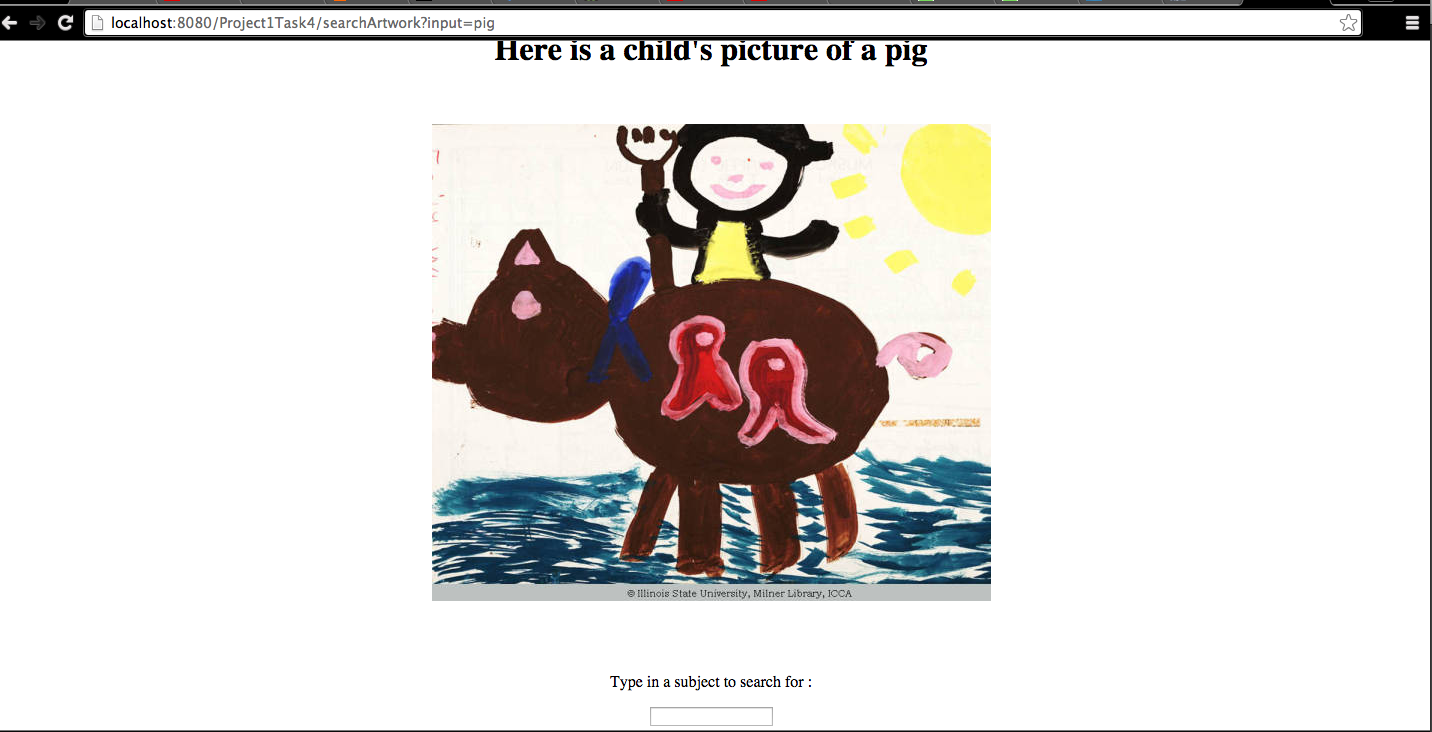 localhost:8080/Project1Task4/searchArtwork?input=pig
Here is a child's picture of a pig
© Illinois State University, Milner Library, ICCA
Type in a subject to search for :